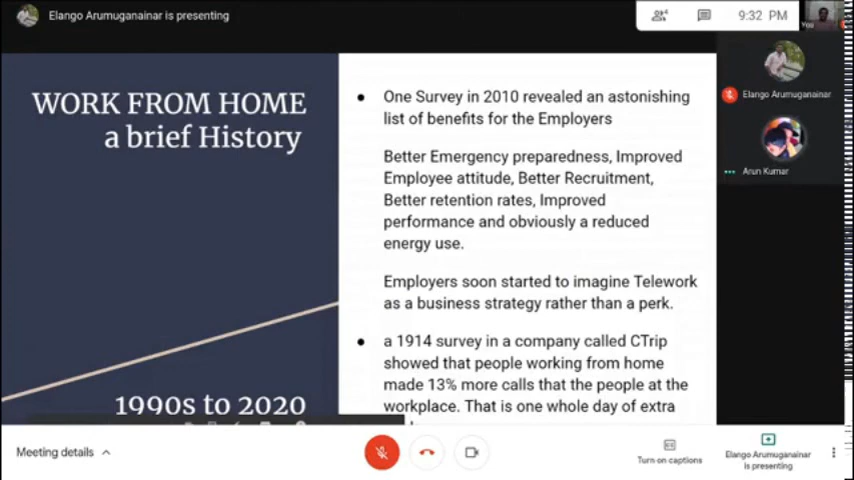 Elango Arumuganainar is presenting
4
9:32 PM
You
WORK FROM HOME
a brief History
1990s to 2020
One Survey in 2010 revealed an astonishing
list of benefits for the Employers
Better Emergency preparedness, Improved
Employee attitude, Better Recruitment,
Better retention rates, Improved
performance and obviously a reduced
energy use.
Employers soon started to imagine Telework
as a business strategy rather than a perk.
a 1914 survey in a company called CTrip
showed that people working from home
made 13% more calls that the people at the
workplace. That is one whole day of extra
Elango Arumuganainar
Arun Kumar
Meeting details
Turn on captions
Elango Arumuganainar
is presenting